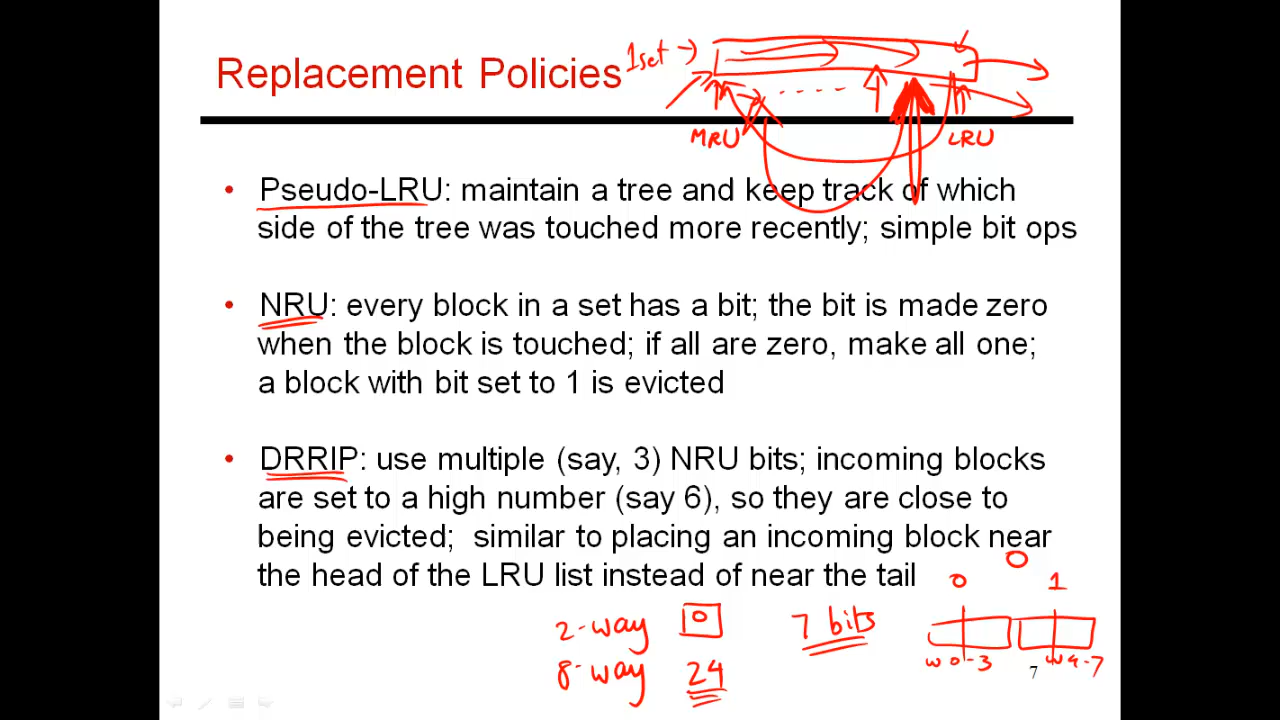 Replacement Policies
1set →
MRU
LRU
• Pseudo-LRU: maintain a tree and keep track of which
side of the tree was touched more recently; simple bit ops
• NRU: every block in a set has a bit; the bit is made zero
when the block is touched; if all are zero, make all one;
a block with bit set to 1 is evicted
• DRRIP: use multiple (say, 3) NRU bits; incoming blocks
are set to a high number (say 6), so they are close to
being evicted; similar to placing an incoming block near
the head of the LRU list instead of near the tail
0
0 1
2-way 0 7 bits
8-way 24
w 0-3 w4-7
7